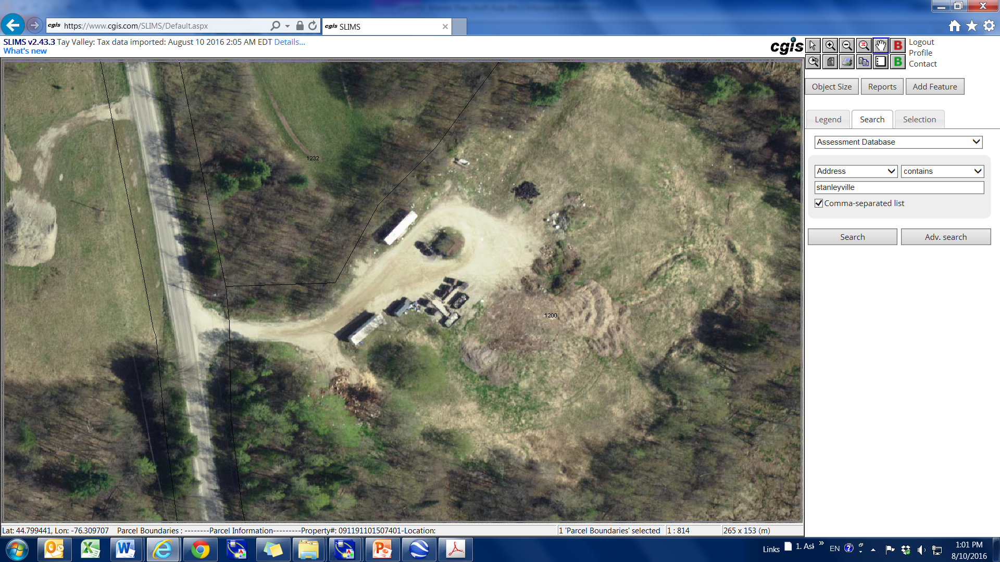 https://www.cgis.com/SLIMS/Default.aspx
cgis SLIMS
SLIMS v2.43.3 Tay Valley: Tax data imported: August 10 2016 2:05 AM EDT Details...
What's new
cgis
B
B
Logout
Profile
Contact
Object Size
Reports
Add Feature
Legend
Search
Selection
Assessment Database
Address
contains
stanleyville
Comma-separated list
Search
Adv. search
1232
1200
Lat: 44.799441, Lon: -76.309707 Parcel Boundaries : --------Parcel Information---------Property#: 091191101507401-Location:
1 'Parcel Boundaries' selected
1 : 814
265 x 153 (m)
Links
1. Ask
EN
1:01 PM
8/10/2016